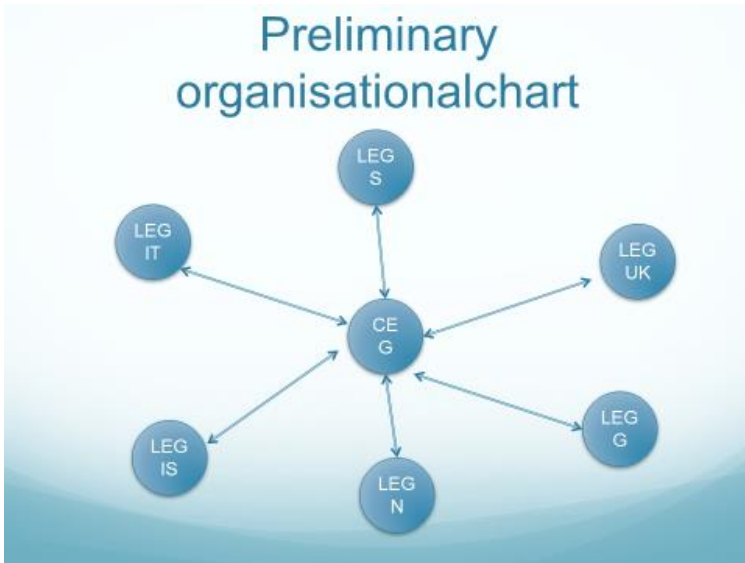 Preliminary
organisationalchart
LEG
S
LEG
IT
LEG
UK
CE
G
LEG
G
LEG
IS
LEG
N